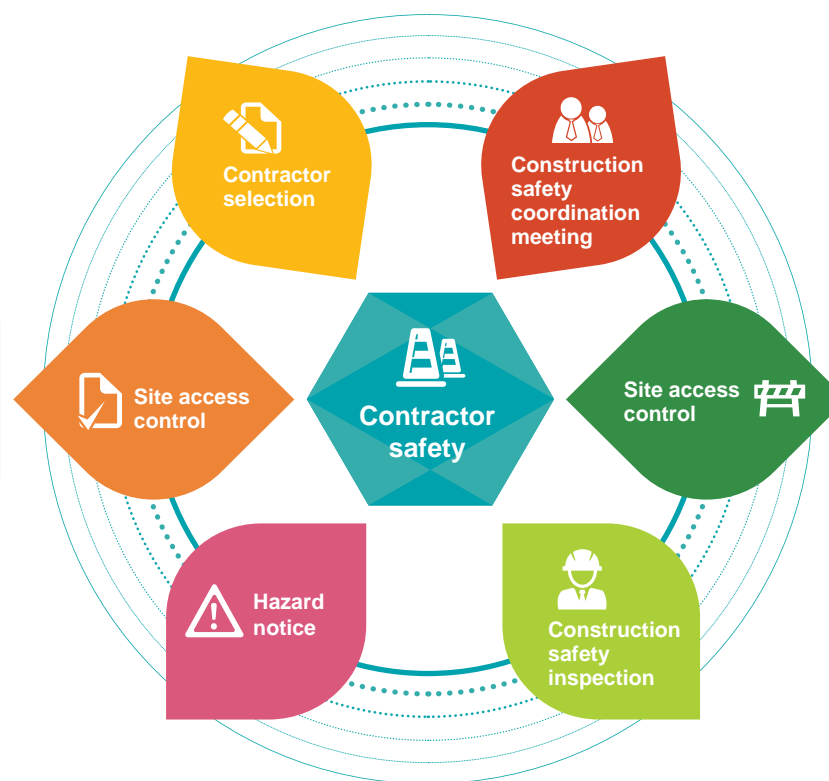 Contractor
selection
Construction
safety
coordination
meeting
Site access
control
Contractor
safety
Site access
control
Hazard
notice
Construction
safety
inspection